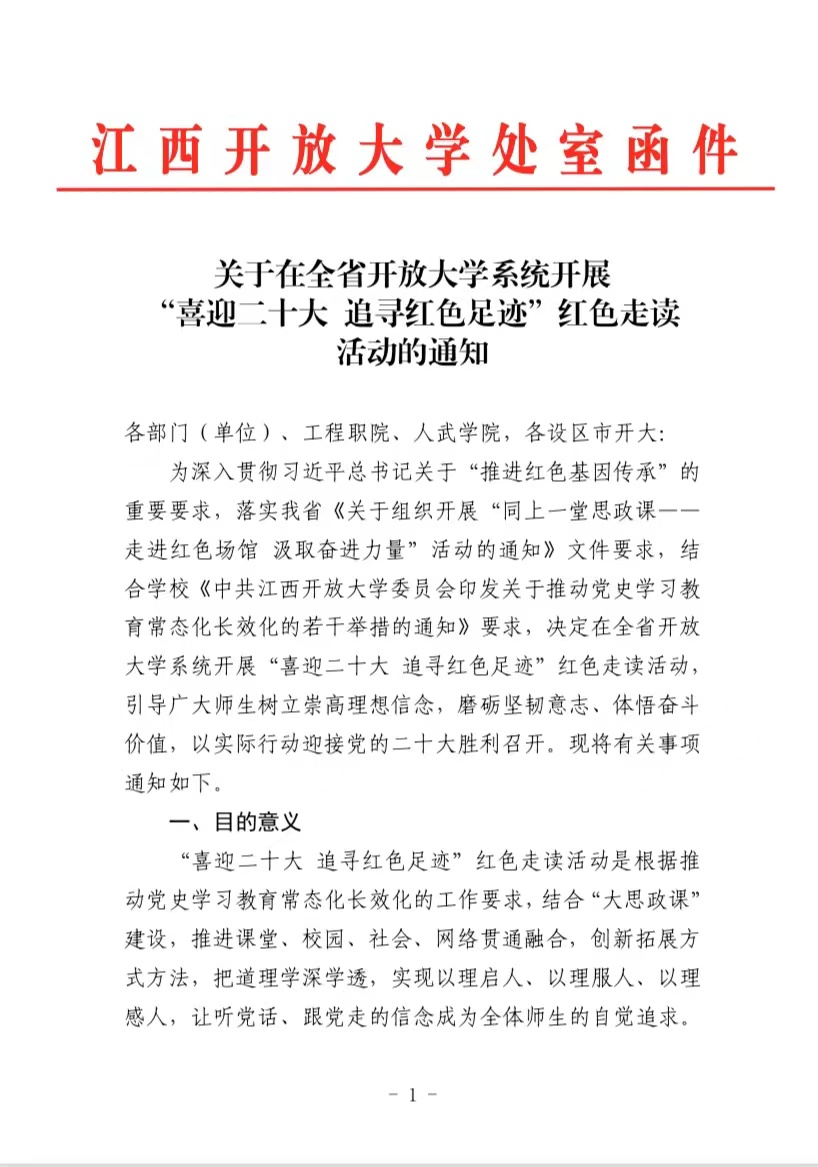 江西开放大学处室函件
关于在全省开放大学系统开展
“喜迎二十大 追寻红色足迹”红色走读
活动的通知
各部门（单位）、工程职院、人武学院，各设区市开大：
为深入贯彻习近平总书记关于“推进红色基因传承”的
重要要求，落实我省《关于组织开展“同上一堂思政课——
走进红色场馆 汲取奋进力量”活动的通知》文件要求，结
合学校《中共江西开放大学委员会印发关于推动党史学习教
育常态化长效化的若干举措的通知》要求，决定在全省开放
大学系统开展“喜迎二十大 追寻红色足迹”红色走读活动，
引导广大师生树立崇高理想信念，磨砺坚韧意志、体悟奋斗
价值，以实际行动迎接党的二十大胜利召开。现将有关事项
通知如下。
一、目的意义
“喜迎二十大 追寻红色足迹”红色走读活动是根据推
动党史学习教育常态化长效化的工作要求，结合“大思政课”
建设，推进课堂、校园、社会、网络贯通融合，创新拓展方
式方法，把道理学深学透，实现以理启人、以理服人、以理
感人，让听党话、跟党走的信念成为全体师生的自觉追求。
- 1 -